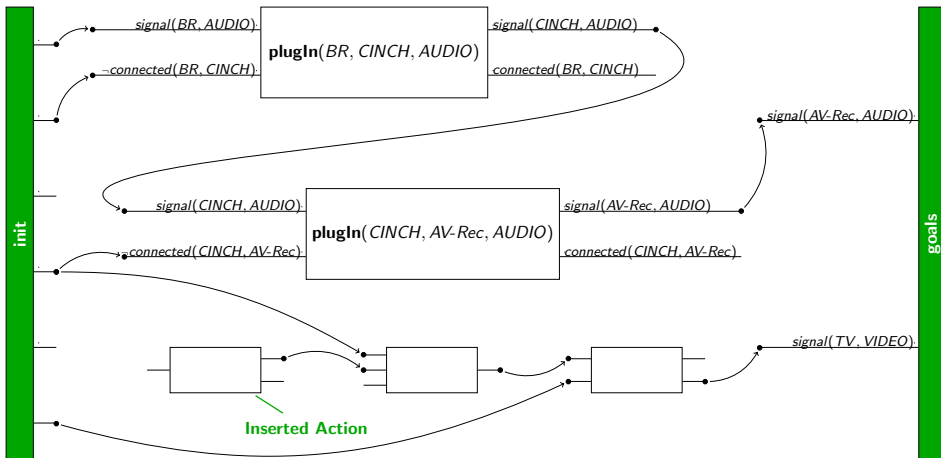 signal(BR, AUDIO)
signal(CINCH, AUDIO)
plugIn(BR, CINCH, AUDIO)
¬connected(BR, CINCH)
connected(BR, CINCH)
signal(AV-Rec, AUDIO)
signal(CINCH, AUDIO)
signal(AV-Rec, AUDIO)
init
plugIn(CINCH, AV-Rec, AUDIO)
goals
¬connected(CINCH, AV-Rec)
connected(CINCH, AV-Rec)
signal(TV, VIDEO)
Inserted Action